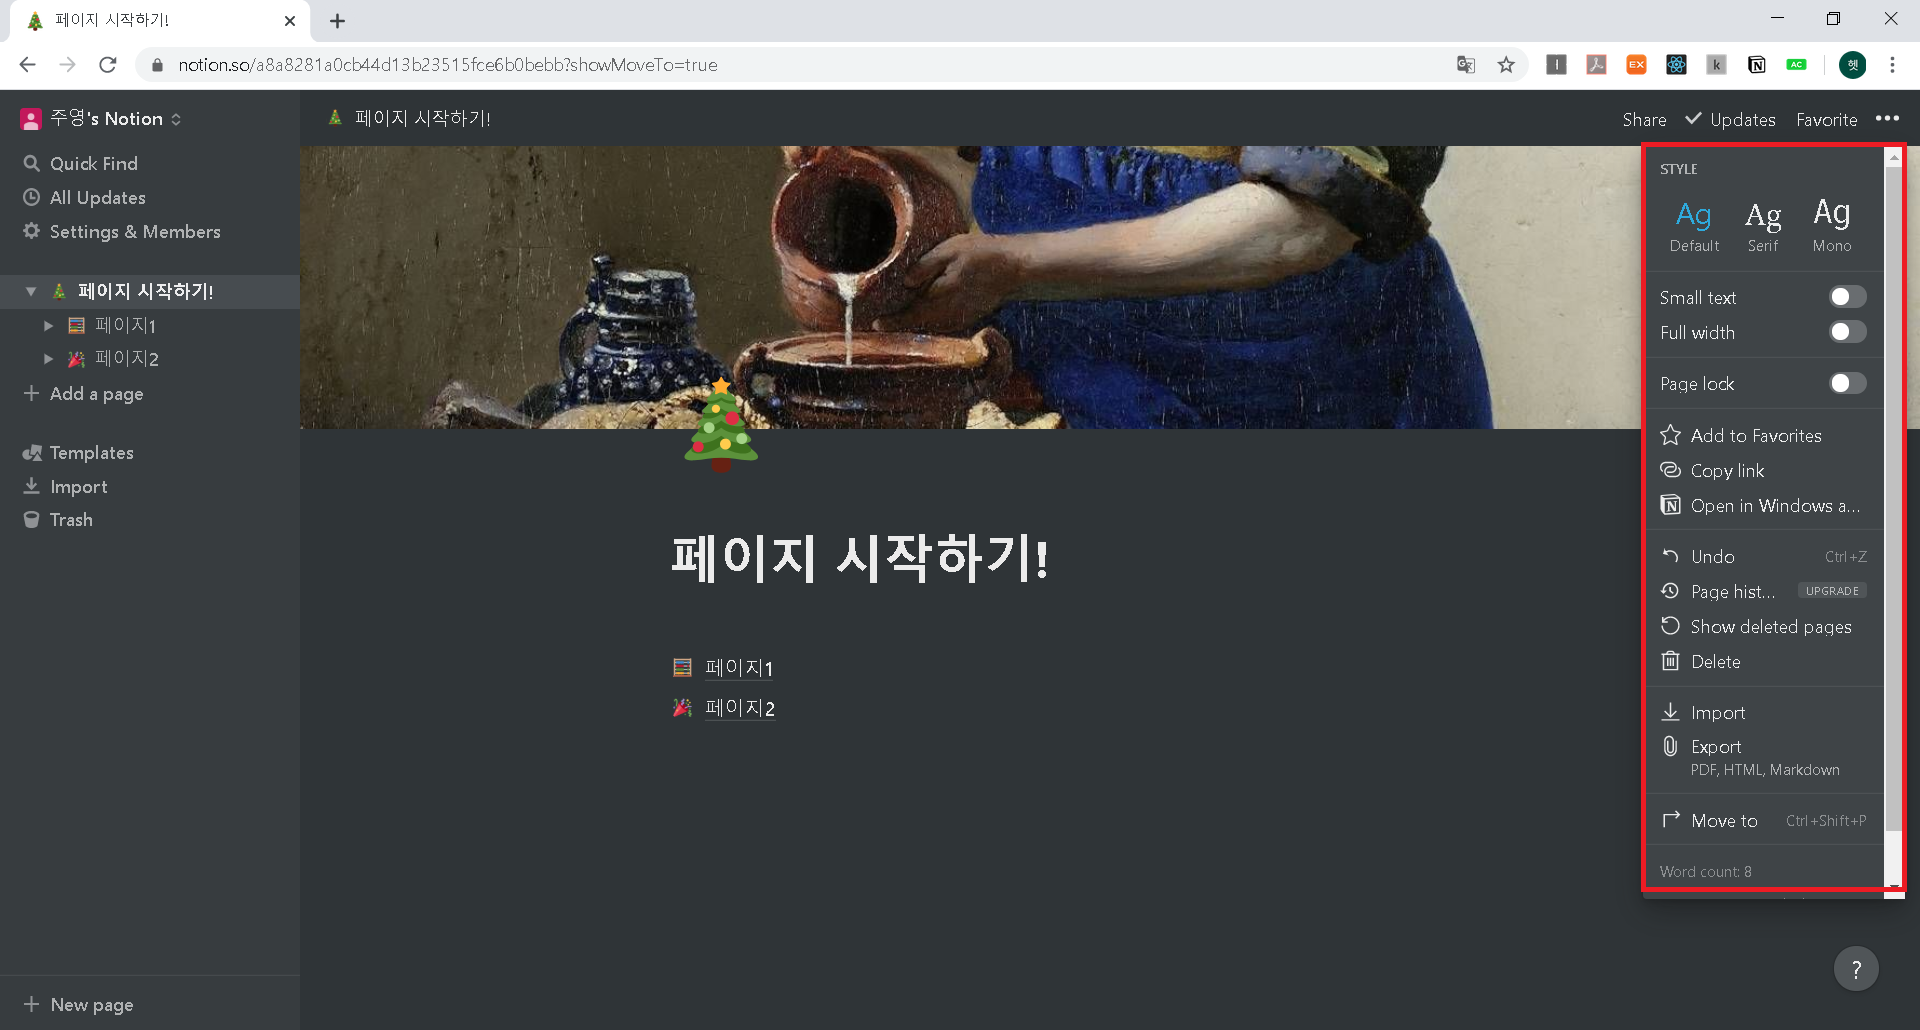 페이지 시작하기!
notion.so/a8a8281a0cb44d13b23515fce6b0bebb?showMoveTo=true
EX
k
N
AC
헷
주영's Notion
Quick Find
All Updates
Settings & Members
페이지 시작하기!
페이지1
페이지2
Add a page
Templates
Import
Trash
New page
페이지 시작하기!
Share
Updates
Favorite
페이지 시작하기!
페이지1
페이지2
STYLE
Ag Ag Ag
Default Serif Mono
Small text
Full width
Page lock
Add to Favorites
Copy link
N Open in Windows a...
Undo Ctrl+Z
Page hist... UPGRADE
Show deleted pages
Delete
Import
Export
PDF, HTML, Markdown
Move to Ctrl+Shift+P
Word count: 8
?